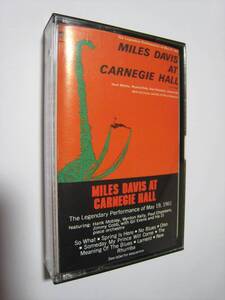 MILES DAVIS
AT
CARNEGIE HALL
MILES DAVIS AT
CARNEGIE HALL
The Legendary Performance of May 19, 1961
featuring: Hank Mobley, Wynton Kelly, Paul Chambers,
Jimmy Cobb, with Gil Evans and His 21
piece orchestra
So What • Spring Is Here • No Blues • Oleo
• Someday My Prince Will Come • The
Meaning Of The Blues • Lament • New
Rhumba